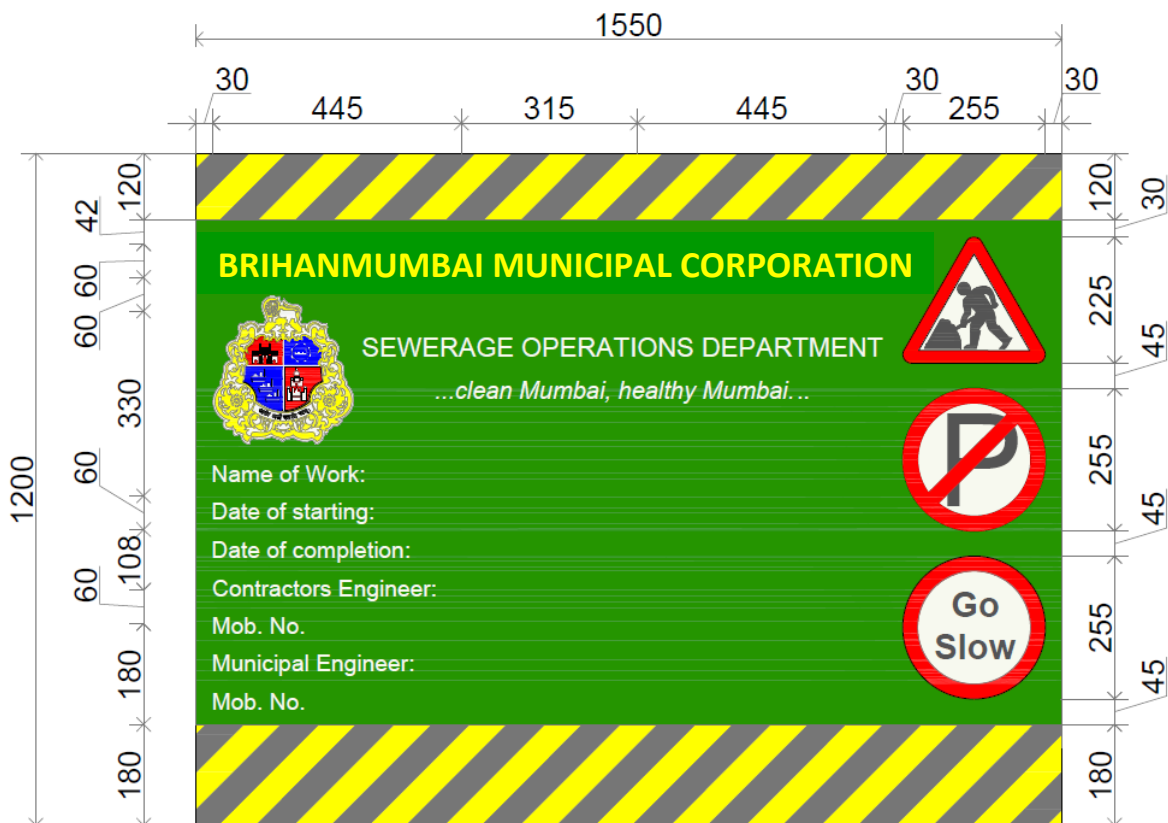 1550
30
30
30
445
315
445
255
120
42
60
60
330
60
108
60
180
180
1200
BRIHANMUMBAI MUNICIPAL CORPORATION
SEWERAGE OPERATIONS DEPARTMENT
...clean Mumbai, healthy Mumbai...
Name of Work:
Date of starting:
Date of completion:
Contractors Engineer:
Mob. No.
Municipal Engineer:
Mob. No.
P
Go
Slow
120
30
225
45
255
45
255
45
180